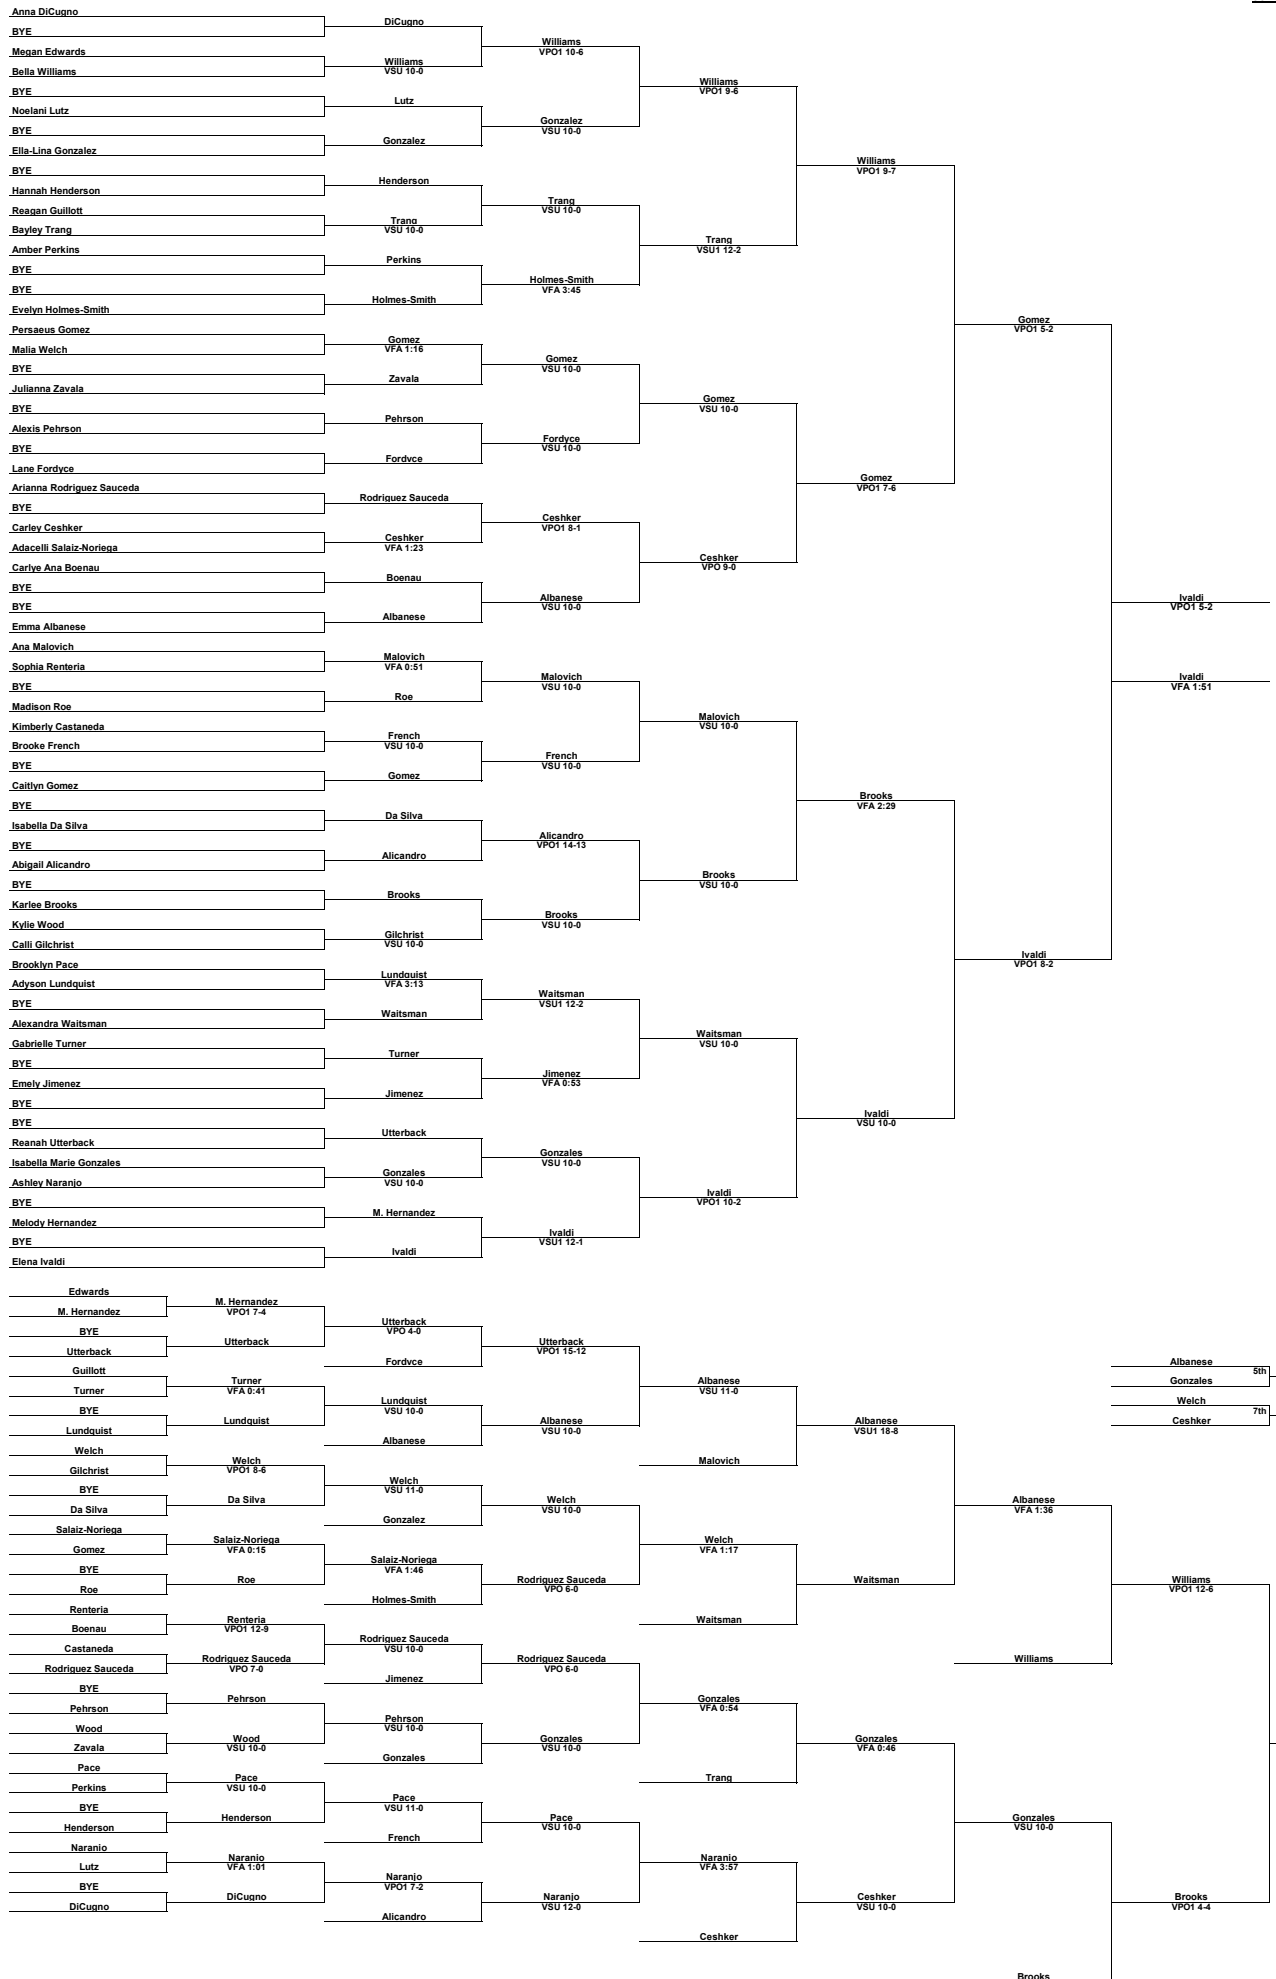 Anna DiCugno
BYE
Megan Edwards
Bella Williams
BYE
Noelani Lutz
BYE
Ella-Lina Gonzalez
BYE
Hannah Henderson
Reagan Guillott
Bayley Trang
Amber Perkins
BYE
BYE
Evelyn Holmes-Smith
Persaeus Gomez
Malia Welch
BYE
Julianna Zavala
BYE
Alexis Pehrson
BYE
Lane Fordyce
Arianna Rodriguez Sauceda
BYE
Carley Ceshker
Adacelli Salaiz-Noriega
Carlye Ana Boenau
BYE
BYE
Emma Albanese
Ana Malovich
Sophia Renteria
BYE
Madison Roe
Kimberly Castaneda
Brooke French
BYE
Caitlyn Gomez
BYE
Isabella Da Silva
BYE
Abigail Alicandro
BYE
Karlee Brooks
Kylie Wood
Calli Gilchrist
Brooklyn Pace
Adyson Lundquist
BYE
Alexandra Waitsman
Gabrielle Turner
BYE
Emely Jimenez
BYE
BYE
Reanah Utterback
Isabella Marie Gonzales
Ashley Naranjo
BYE
Melody Hernandez
BYE
Elena Ivaldi
DiCugno
Williams
VSU 10-0
Lutz
Gonzalez
Henderson
Trang
VSU 10-0
Perkins
Holmes-Smith
Gomez
VFA 1:16
Zavala
Pehrson
Fordyce
Rodriguez Sauceda
Ceshker
VFA 1:23
Boenau
Albanese
Malovich
VFA 0:51
Roe
French
VSU 10-0
Gomez
Da Silva
Alicandro
Brooks
Gilchrist
VSU 10-0
Lundquist
VFA 3:13
Waitsman
Turner
Jimenez
Utterback
Gonzales
VSU 10-0
M. Hernandez
Ivaldi
Williams
VPO1 10-6
Gonzalez
VSU 10-0
Trang
VSU 10-0
Holmes-Smith
VFA 3:45
Gomez
VSU 10-0
Fordyce
VSU 10-0
Ceshker
VPO1 8-1
Albanese
VSU 10-0
Malovich
VSU 10-0
French
VSU 10-0
Alicandro
VPO1 14-13
Brooks
VSU 10-0
Waitsman
VSU1 12-2
Jimenez
VFA 0:53
Gonzales
VSU 10-0
Ivaldi
VSU1 12-1
Williams
VPO1 9-6
Trang
VSU1 12-2
Gomez
VSU 10-0
Ceshker
VPO 9-0
Malovich
VSU 10-0
Brooks
VSU 10-0
Waitsman
VSU 10-0
Ivaldi
VPO1 10-2
Williams
VPO1 9-7
Gomez
VPO1 7-6
Brooks
VFA 2:29
Ivaldi
VSU 10-0
Gomez
VPO1 5-2
Ivaldi
VPO1 8-2
Ivaldi
VPO1 5-2
Ivaldi
VFA 1:51
Edwards
M. Hernandez
BYE
Utterback
Guillott
Turner
BYE
Lundquist
Welch
Gilchrist
BYE
Da Silva
Salaiz-Noriega
Gomez
BYE
Roe
Renteria
Boenau
Castaneda
Rodriguez Sauceda
BYE
Pehrson
Wood
Zavala
Pace
Perkins
BYE
Henderson
Naranjo
Lutz
BYE
DiCugno
M. Hernandez
VPO1 7-4
Utterback
Turner
VFA 0:41
Lundquist
Welch
VPO1 8-6
Da Silva
Salaiz-Noriega
VFA 0:15
Roe
Renteria
VPO1 12-9
Rodriguez Sauceda
VPO 7-0
Pehrson
Wood
VSU 10-0
Pace
VSU 10-0
Henderson
Naranjo
VFA 1:01
DiCugno
Utterback
VPO 4-0
Fordyce
Lundquist
VSU 10-0
Albanese
Welch
VSU 11-0
Gonzalez
Salaiz-Noriega
VFA 1:46
Holmes-Smith
Rodriguez Sauceda
VSU 10-0
Jimenez
Pehrson
VSU 10-0
Gonzales
Pace
VSU 11-0
French
Naranjo
VPO1 7-2
Alicandro
Utterback
VPO1 15-12
Albanese
VSU 10-0
Welch
VSU 10-0
Rodriguez Sauceda
VPO 6-0
Rodriguez Sauceda
VPO 6-0
Gonzales
VSU 10-0
Pace
VSU 10-0
Naranjo
VSU 12-0
Albanese
VSU 11-0
Malovich
Welch
VFA 1:17
Waitsman
Gonzales
VFA 0:54
Trang
Naranjo
VFA 3:57
Ceshker
Albanese
VSU1 18-8
Waitsman
Gonzales
VFA 0:46
Ceshker
VSU 10-0
Albanese
VFA 1:36
Williams
Gonzales
VSU 10-0
Brooks
Albanese
5th
Gonzales
Welch
7th
Ceshker
Williams
VPO1 12-6
Brooks
VPO1 4-4